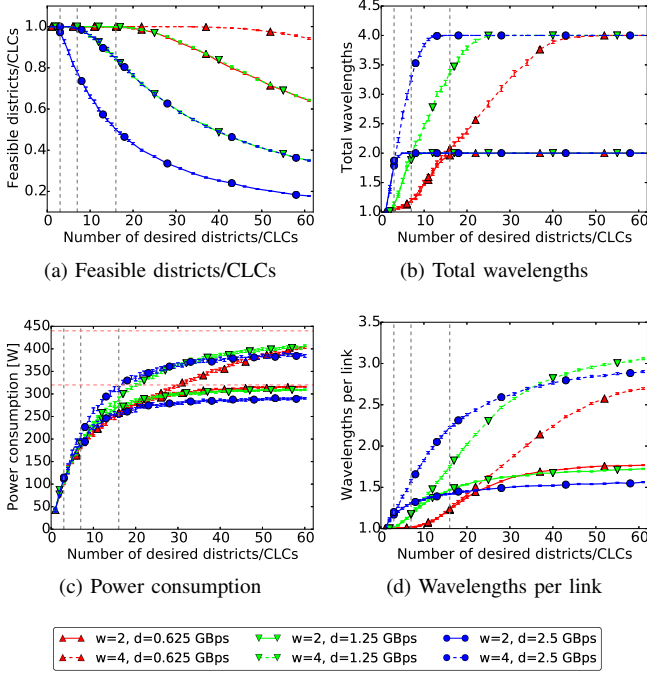 1.0
0.8
0.6
0.4
0.2
Feasible districts/CLCs
0 10 20 30 40 50 60
Number of desired districts/CLCs
(a) Feasible districts/CLCs
4.5
4.0
3.5
3.0
2.5
2.0
1.5
1.0
Total wavelengths
0 10 20 30 40 50 60
Number of desired districts/CLCs
(b) Total wavelengths
450
400
350
300
250
200
150
100
50
0
Power consumption [W]
0 10 20 30 40 50 60
Number of desired districts/CLCs
(c) Power consumption
3.5
3.0
2.5
2.0
1.5
1.0
Wavelengths per link
0 10 20 30 40 50 60
Number of desired districts/CLCs
(d) Wavelengths per link
w=2, d=0.625 GBps w=2, d=1.25 GBps w=2, d=2.5 GBps
w=4, d=0.625 GBps w=4, d=1.25 GBps w=4, d=2.5 GBps